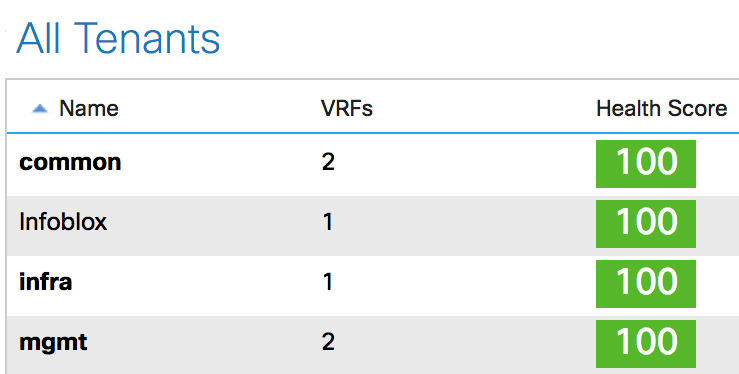 All Tenants
Name VRFs Health Score
common 2 100
Infoblox 1 100
infra 1 100
mgmt 2 100